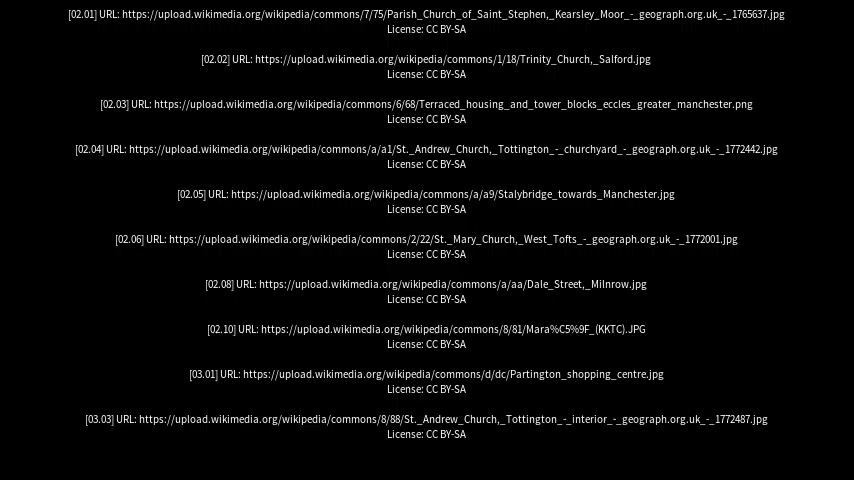 [02.01] URL: https://upload.wikimedia.org/wikipedia/commons/7/75/Parish_Church_of_Saint_Stephen,_Kearsley_Moor_-_geograph.org.uk_-_1765637.jpg
License: CC BY-SA
[02.02] URL: https://upload.wikimedia.org/wikipedia/commons/1/18/Trinity_Church,_Salford.jpg
License: CC BY-SA
[02.03] URL: https://upload.wikimedia.org/wikipedia/commons/6/68/Terraced_housing_and_tower_blocks_eccles_greater_manchester.png
License: CC BY-SA
[02.04] URL: https://upload.wikimedia.org/wikipedia/commons/a/a1/St._Andrew_Church,_Tottington_-_churchyard_-_geograph.org.uk_-_1772442.jpg
License: CC BY-SA
[02.05] URL: https://upload.wikimedia.org/wikipedia/commons/a/a9/Stalybridge_towards_Manchester.jpg
License: CC BY-SA
[02.06] URL: https://upload.wikimedia.org/wikipedia/commons/2/22/St._Mary_Church,_West_Tofts_-_geograph.org.uk_-_1772001.jpg
License: CC BY-SA
[02.08] URL: https://upload.wikimedia.org/wikipedia/commons/a/aa/Dale_Street,_Milnrow.jpg
License: CC BY-SA
[02.10] URL: https://upload.wikimedia.org/wikipedia/commons/8/81/Mara%C5%9F_(KKTC).JPG
License: CC BY-SA
[03.01] URL: https://upload.wikimedia.org/wikipedia/commons/d/dc/Partington_shopping_centre.jpg
License: CC BY-SA
[03.03] URL: https://upload.wikimedia.org/wikipedia/commons/8/88/St._Andrew_Church,_Tottington_-_interior_-_geograph.org.uk_-_1772487.jpg
License: CC BY-SA